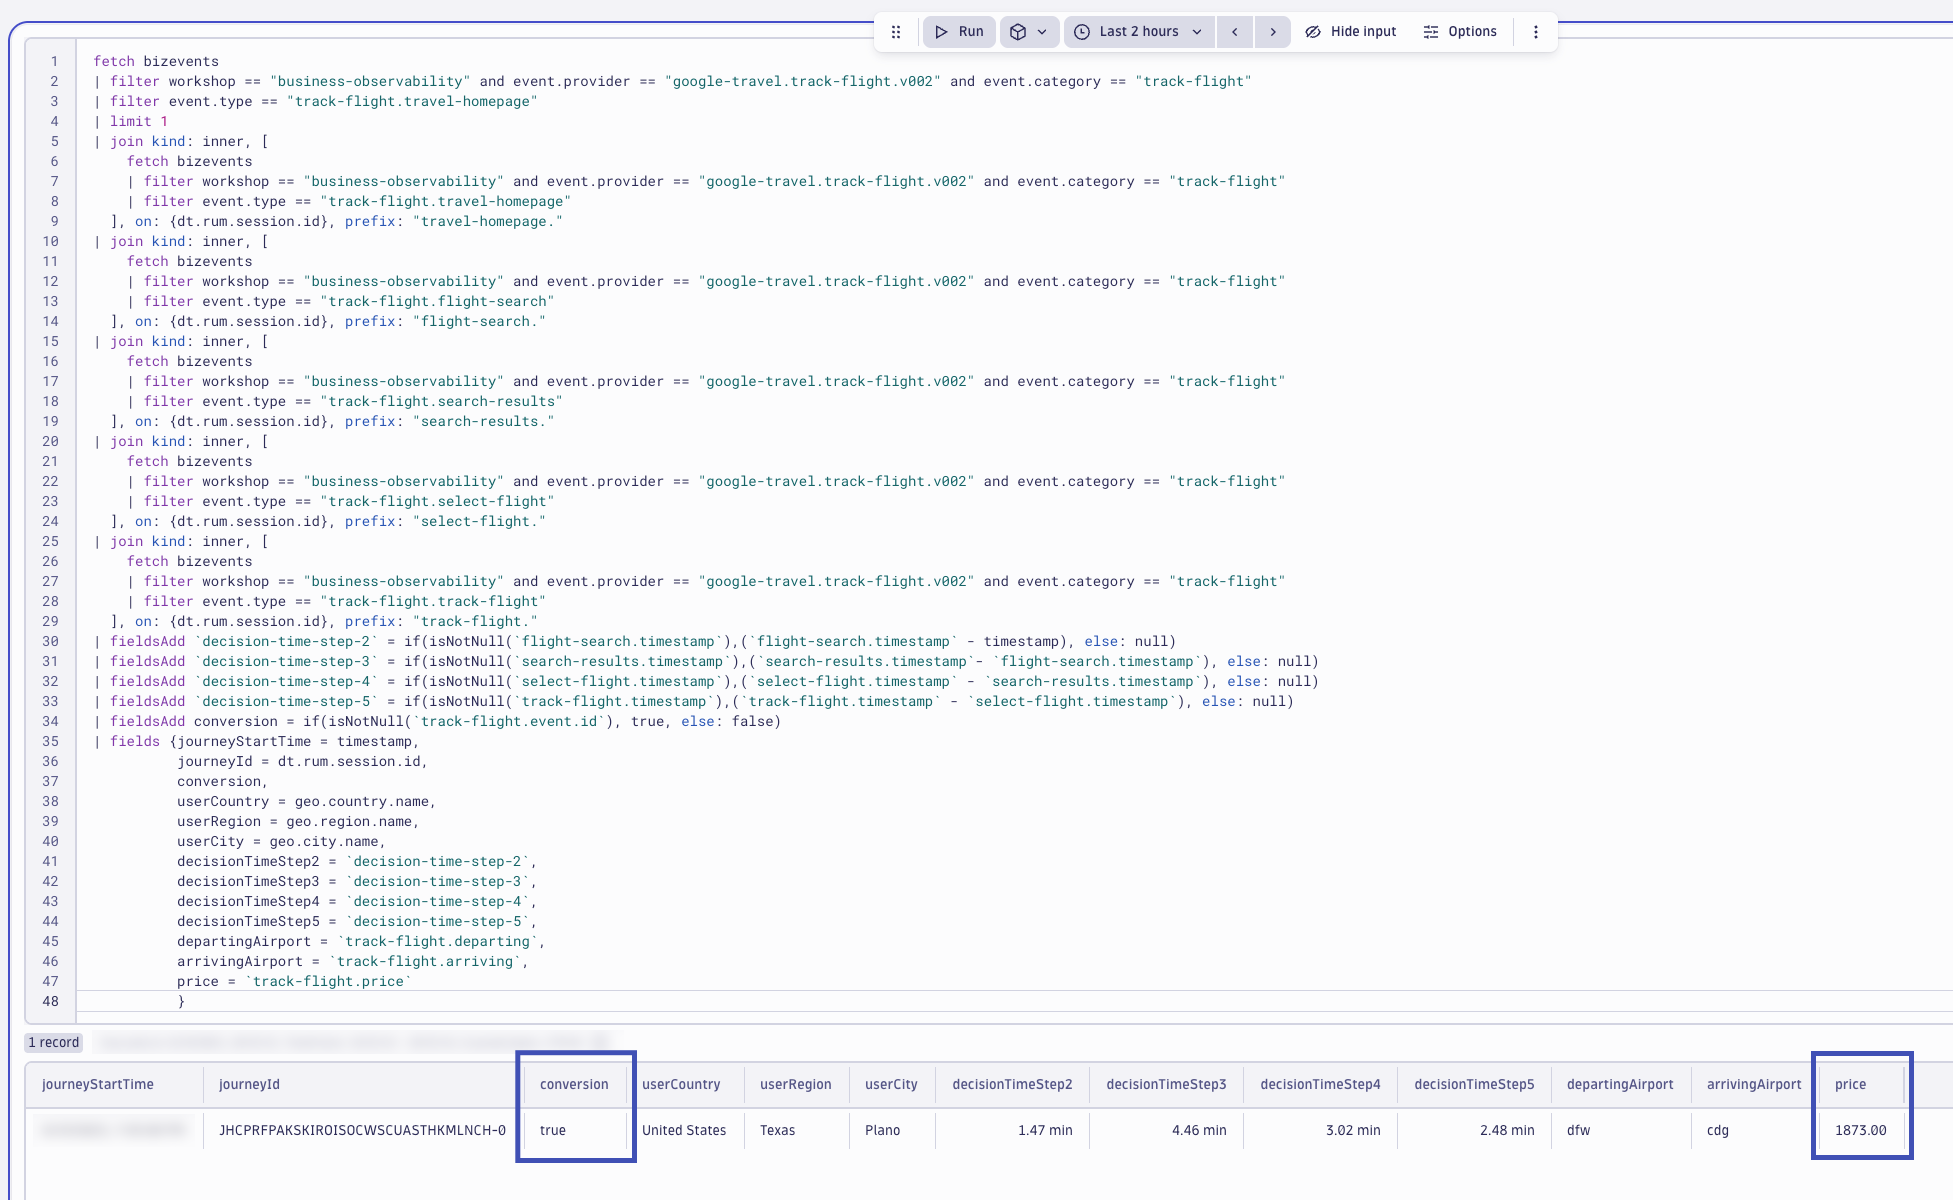 Run Last 2 hours Hide input Options
1 fetch bizevents
2 | filter workshop == "business-observability" and event.provider == "google-travel.track-flight.v002" and event.category == "track-flight"
3 | filter event.type == "track-flight.travel-homepage"
4 | limit 1
5 | join kind: inner, [
6     fetch bizevents
7     | filter workshop == "business-observability" and event.provider == "google-travel.track-flight.v002" and event.category == "track-flight"
8     | filter event.type == "track-flight.travel-homepage"
9   ], on: {dt.rum.session.id}, prefix: "travel-homepage."
10 | join kind: inner, [
11     fetch bizevents
12     | filter workshop == "business-observability" and event.provider == "google-travel.track-flight.v002" and event.category == "track-flight"
13     | filter event.type == "track-flight.flight-search"
14   ], on: {dt.rum.session.id}, prefix: "flight-search."
15 | join kind: inner, [
16     fetch bizevents
17     | filter workshop == "business-observability" and event.provider == "google-travel.track-flight.v002" and event.category == "track-flight"
18     | filter event.type == "track-flight.search-results"
19   ], on: {dt.rum.session.id}, prefix: "search-results."
20 | join kind: inner, [
21     fetch bizevents
22     | filter workshop == "business-observability" and event.provider == "google-travel.track-flight.v002" and event.category == "track-flight"
23     | filter event.type == "track-flight.select-flight"
24   ], on: {dt.rum.session.id}, prefix: "select-flight."
25 | join kind: inner, [
26     fetch bizevents
27     | filter workshop == "business-observability" and event.provider == "google-travel.track-flight.v002" and event.category == "track-flight"
28     | filter event.type == "track-flight.track-flight"
29   ], on: {dt.rum.session.id}, prefix: "track-flight."
30 | fieldsAdd `decision-time-step-2` = if(isNotNull(`flight-search.timestamp`),(`flight-search.timestamp` - timestamp), else: null)
31 | fieldsAdd `decision-time-step-3` = if(isNotNull(`search-results.timestamp`),(`search-results.timestamp`- `flight-search.timestamp`), else: null)
32 | fieldsAdd `decision-time-step-4` = if(isNotNull(`select-flight.timestamp`),(`select-flight.timestamp` - `search-results.timestamp`), else: null)
33 | fieldsAdd `decision-time-step-5` = if(isNotNull(`track-flight.timestamp`),(`track-flight.timestamp` - `select-flight.timestamp`), else: null)
34 | fieldsAdd conversion = if(isNotNull(`track-flight.event.id`), true, else: false)
35 | fields {journeyStartTime = timestamp,
36           journeyId = dt.rum.session.id,
37           conversion,
38           userCountry = geo.country.name,
39           userRegion = geo.region.name,
40           userCity = geo.city.name,
41           decisionTimeStep2 = `decision-time-step-2`,
42           decisionTimeStep3 = `decision-time-step-3`,
43           decisionTimeStep4 = `decision-time-step-4`,
44           decisionTimeStep5 = `decision-time-step-5`,
45           departingAirport = `track-flight.departing`,
46           arrivingAirport = `track-flight.arriving`,
47           price = `track-flight.price`
48           }
1 record
journeyStartTime journeyId conversion userCountry userRegion userCity decisionTimeStep2 decisionTimeStep3 decisionTimeStep4 decisionTimeStep5 departingAirport arrivingAirport price
JHCPRFPAKSKIROISOCWSCUASTHKMLNCH-0 true United States Texas Plano 1.47 min 4.46 min 3.02 min 2.48 min dfw cdg 1873.00